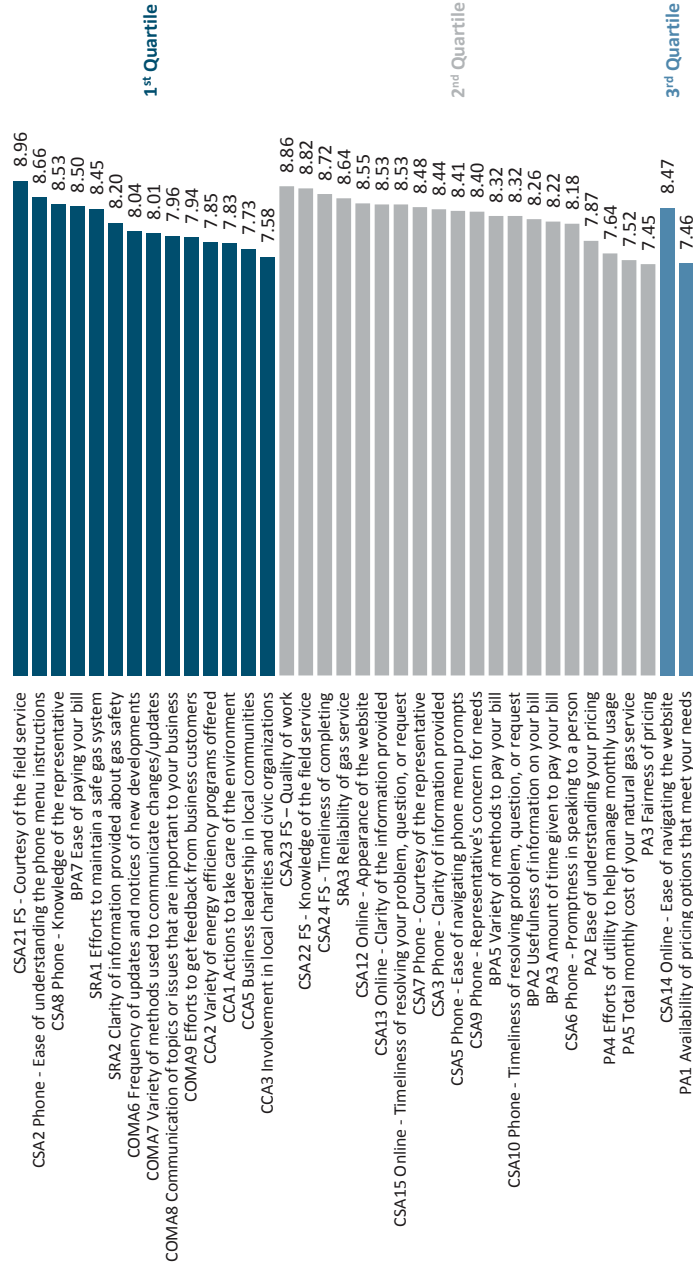 CSA21 FS - Courtesy of the field service 8.96
CSA2 Phone - Ease of understanding the phone menu instructions 8.66
CSA8 Phone - Knowledge of the representative 8.53
BPA7 Ease of paying your bill 8.50
SRA1 Efforts to maintain a safe gas system 8.45
SRA2 Clarity of information provided about gas safety 8.20
COMA6 Frequency of updates and notices of new developments 8.04
COMA7 Variety of methods used to communicate changes/updates 8.01
COMA8 Communication of topics or issues that are important to your business 7.96
COMA9 Efforts to get feedback from business customers 7.94
CCA2 Variety of energy efficiency programs offered 7.85
CCA1 Actions to take care of the environment 7.83
CCA5 Business leadership in local communities 7.73
CCA3 Involvement in local charities and civic organizations 7.58
1st Quartile
CSA23 FS – Quality of work 8.86
CSA22 FS - Knowledge of the field service 8.82
CSA24 FS - Timeliness of completing 8.72
SRA3 Reliability of gas service 8.64
CSA12 Online - Appearance of the website 8.55
CSA13 Online - Clarity of the information provided 8.53
CSA15 Online - Timeliness of resolving your problem, question, or request 8.53
CSA7 Phone - Courtesy of the representative 8.48
CSA3 Phone - Clarity of information provided 8.44
CSA5 Phone - Ease of navigating phone menu prompts 8.41
CSA9 Phone - Representative's concern for needs 8.40
BPA5 Variety of methods to pay your bill 8.32
CSA10 Phone - Timeliness of resolving problem, question, or request 8.32
BPA2 Usefulness of information on your bill 8.26
BPA3 Amount of time given to pay your bill 8.22
CSA6 Phone - Promptness in speaking to a person 8.18
PA2 Ease of understanding your pricing 7.87
PA4 Efforts of utility to help manage monthly usage 7.64
PA5 Total monthly cost of your natural gas service 7.52
PA3 Fairness of pricing 7.45
2nd Quartile
CSA14 Online - Ease of navigating the website 8.47
PA1 Availability of pricing options that meet your needs 7.46
3rd Quartile